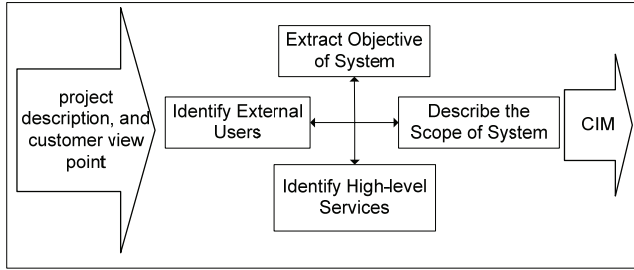 project
description, and
customer view
point
Extract Objective
of System
Identify External
Users
Describe the
Scope of System
Identify High-level
Services
CIM